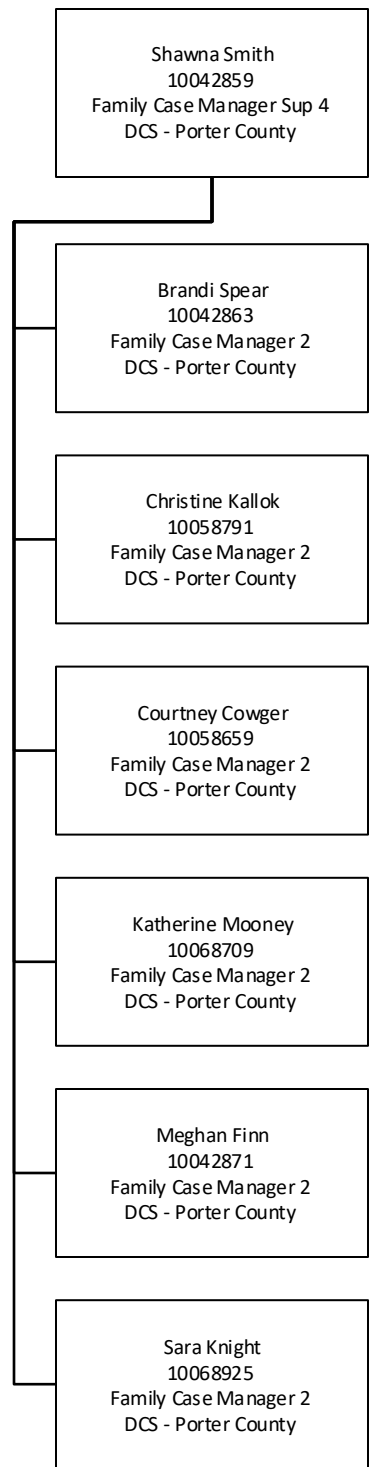 Shawna Smith
10042859
Family Case Manager Sup 4
DCS - Porter County
Brandi Spear
10042863
Family Case Manager 2
DCS - Porter County
Christine Kallok
10058791
Family Case Manager 2
DCS - Porter County
Courtney Cowger
10058659
Family Case Manager 2
DCS - Porter County
Katherine Mooney
10068709
Family Case Manager 2
DCS - Porter County
Meghan Finn
10042871
Family Case Manager 2
DCS - Porter County
Sara Knight
10068925
Family Case Manager 2
DCS - Porter County